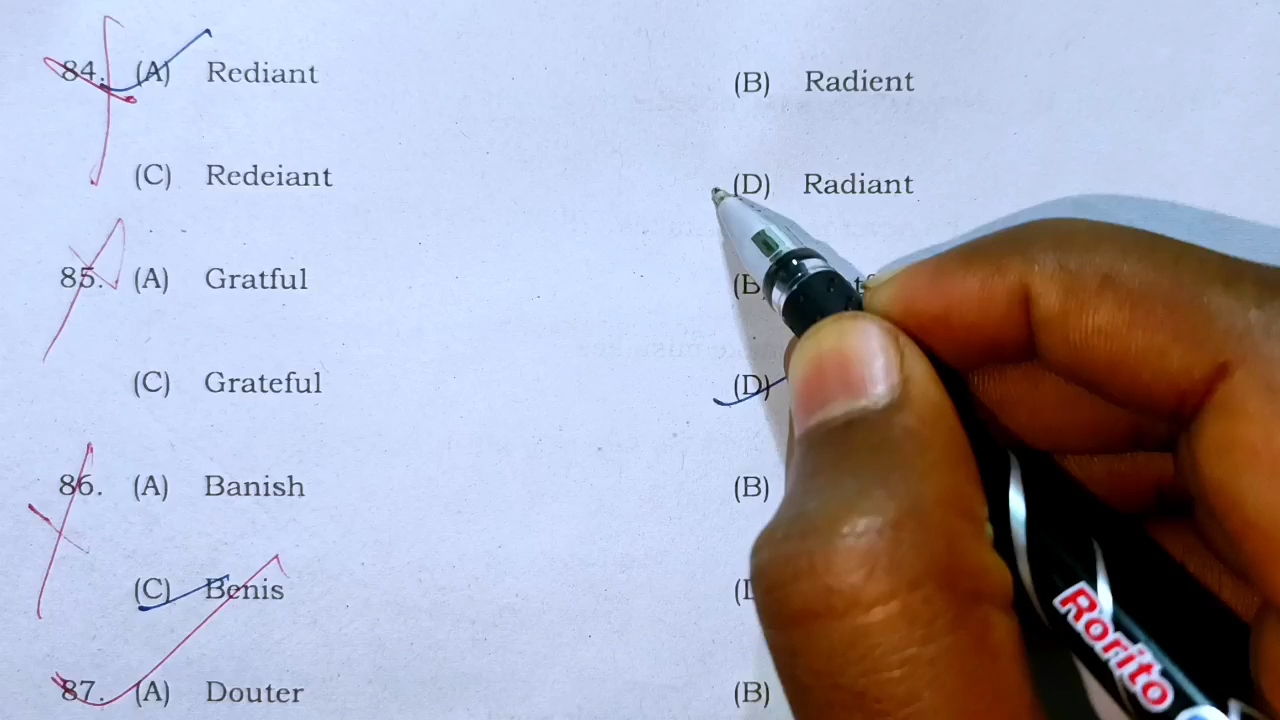 84. (A) Rediant (B) Radient
(C) Redeiant (D) Radiant
85. (A) Gratful (B
(C) Grateful (D)
86. (A) Banish (B)
(C) Benis
87. (A) Douter (B)
Rorito